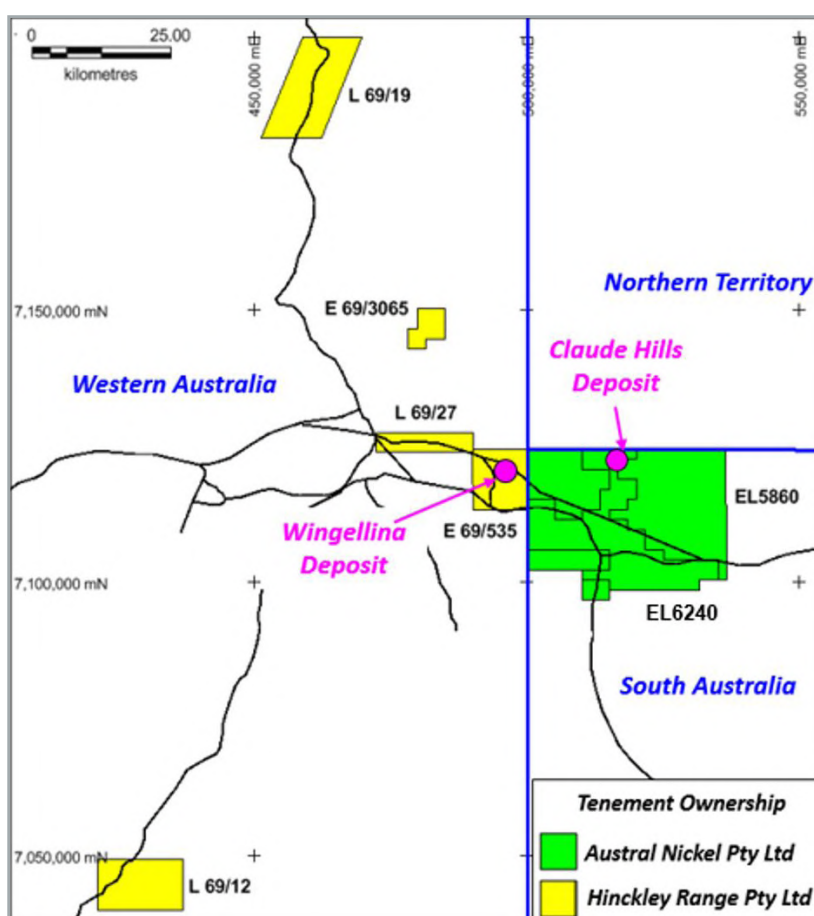 0 25.00
kilometres
450,000 mE
500,000 mE
550,000 mE
L 69/19
Northern Territory
7,150,000 mN
E 69/3065
Claude Hills
Deposit
Western Australia
L 69/27
EL5860
Wingellina
Deposit
E 69/535
7,100,000 mN
EL6240
South Australia
Tenement Ownership
Austral Nickel Pty Ltd
7,050,000 mN
L 69/12
Hinckley Range Pty Ltd